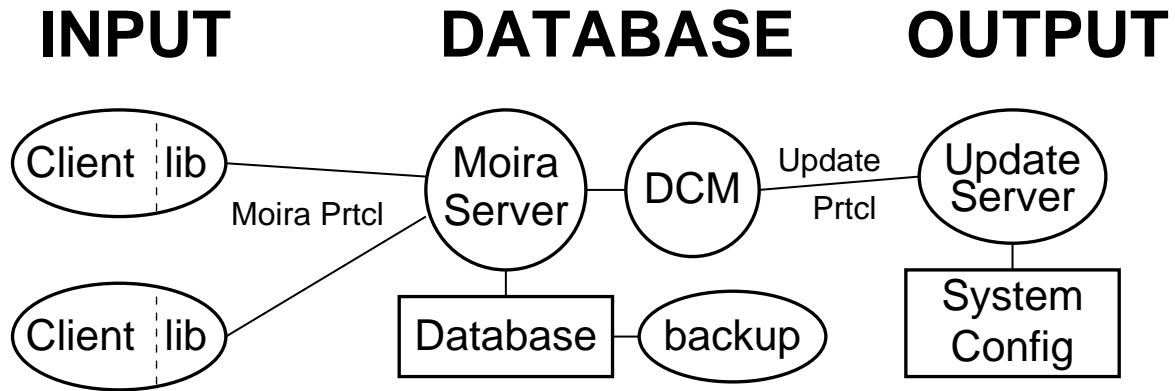 INPUT DATABASE OUTPUT
Client lib
Moira
Server
DCM
Update
Prtcl
Update
Server
Moira Prtcl
Client lib
Database
backup
System
Config